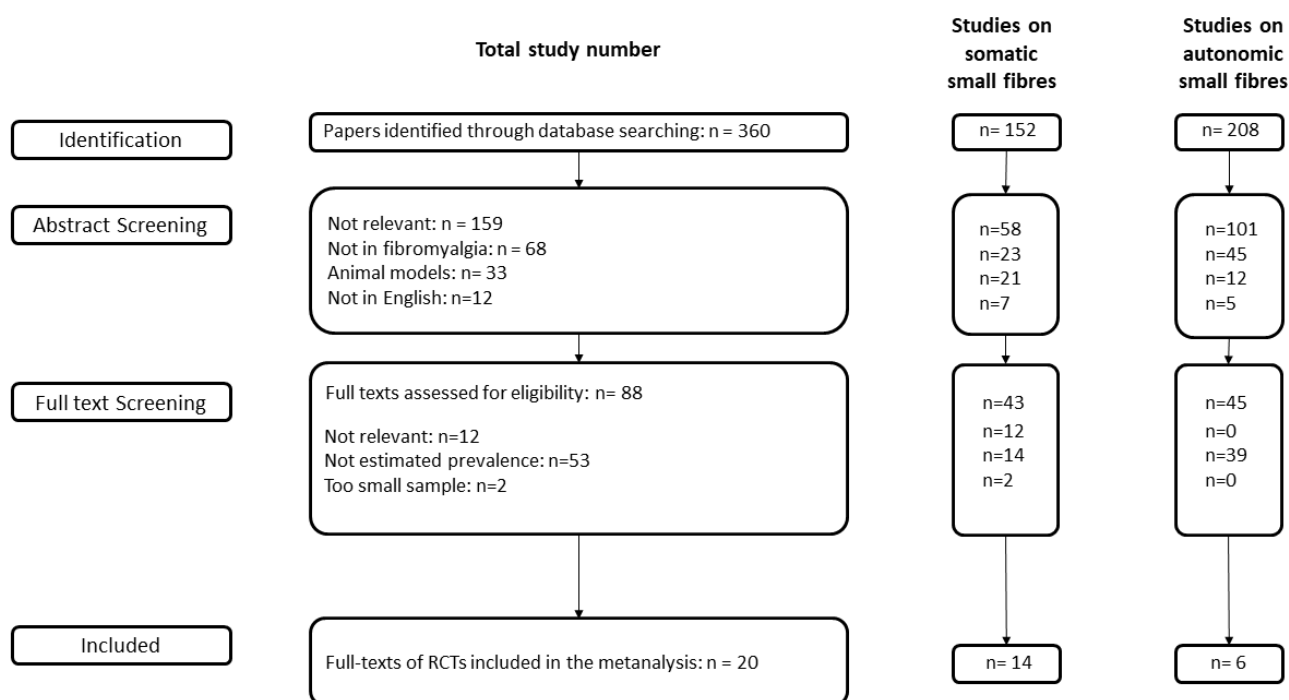 Total study number
Studies on
somatic
small fibres
Studies on
autonomic
small fibres
Identification
Papers identified through database searching: n = 360
n= 152
n= 208
Abstract Screening
Not relevant: n = 159
Not in fibromyalgia: n = 68
Animal models: n= 33
Not in English: n=12
n=58
n=23
n=21
n=7
n=101
n=45
n=12
n=5
Full text Screening
Full texts assessed for eligibility: n= 88
Not relevant: n=12
Not estimated prevalence: n=53
Too small sample: n=2
n=43
n=12
n=14
n=2
n=45
n=0
n=39
n=0
Included
Full-texts of RCTs included in the metanalysis: n = 20
n= 14
n= 6